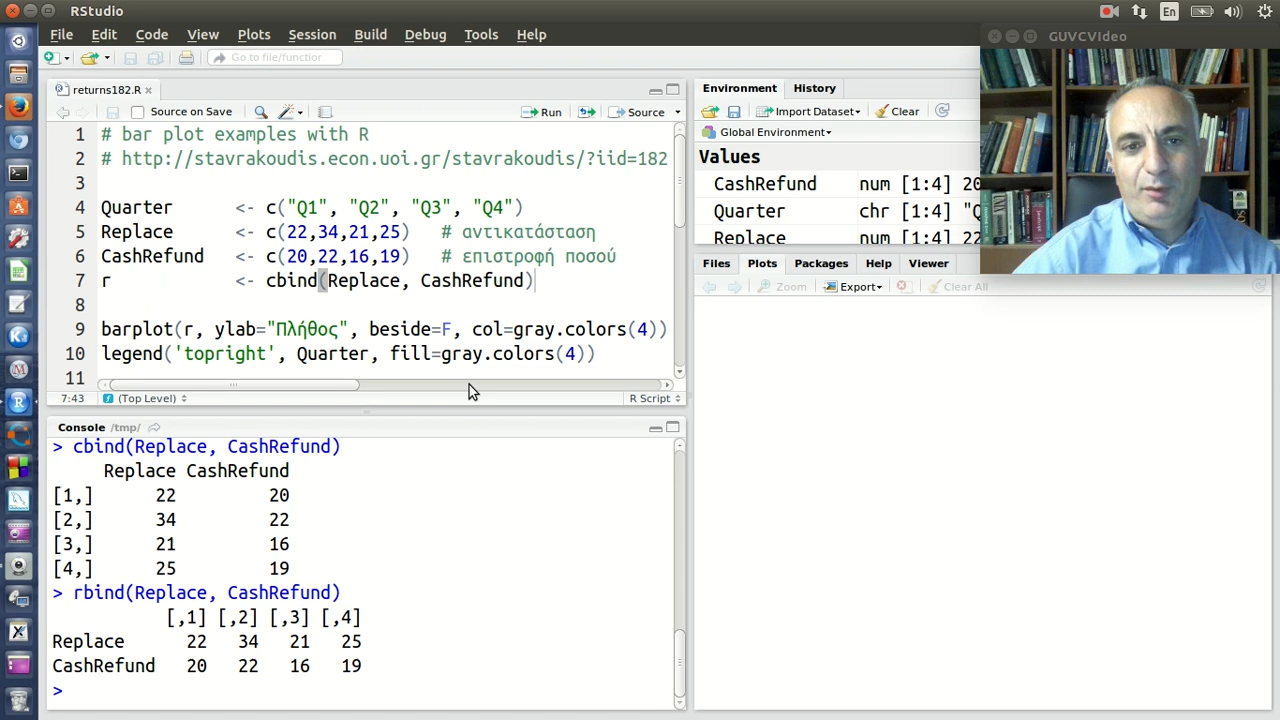 RStudio
En
File Edit Code View Plots Session Build Debug Tools Help
GUVCVIdeo
Go to file/functior
returns182.R
Environment History
Source on Save Run Source
Import Dataset Clear
Global Environment
1 # bar plot examples with R
2 # http://stavrakoudis.econ.uoi.gr/stavrakoudis/?iid=182
3
4 Quarter <- c("Q1", "Q2", "Q3", "Q4")
5 Replace <- c(22,34,21,25) # αντικατάσταση
6 CashRefund <- c(20,22,16,19) # επιστροφή ποσού
7 r <- cbind(Replace, CashRefund)
8
9 barplot(r, ylab="Πλήθος", beside=F, col=gray.colors(4))
10 legend('topright', Quarter, fill=gray.colors(4))
11
7:43 (Top Level) R Script
Values
CashRefund num [1:4] 20
Quarter chr [1:4] "Q
Replace num [1:4] 22
Files Plots Packages Help Viewer
Zoom Export Clear All
Console /tmp/
> cbind(Replace, CashRefund)
Replace CashRefund
[1,] 22 20
[2,] 34 22
[3,] 21 16
[4,] 25 19
> rbind(Replace, CashRefund)
[,1] [,2] [,3] [,4]
Replace 22 34 21 25
CashRefund 20 22 16 19
>